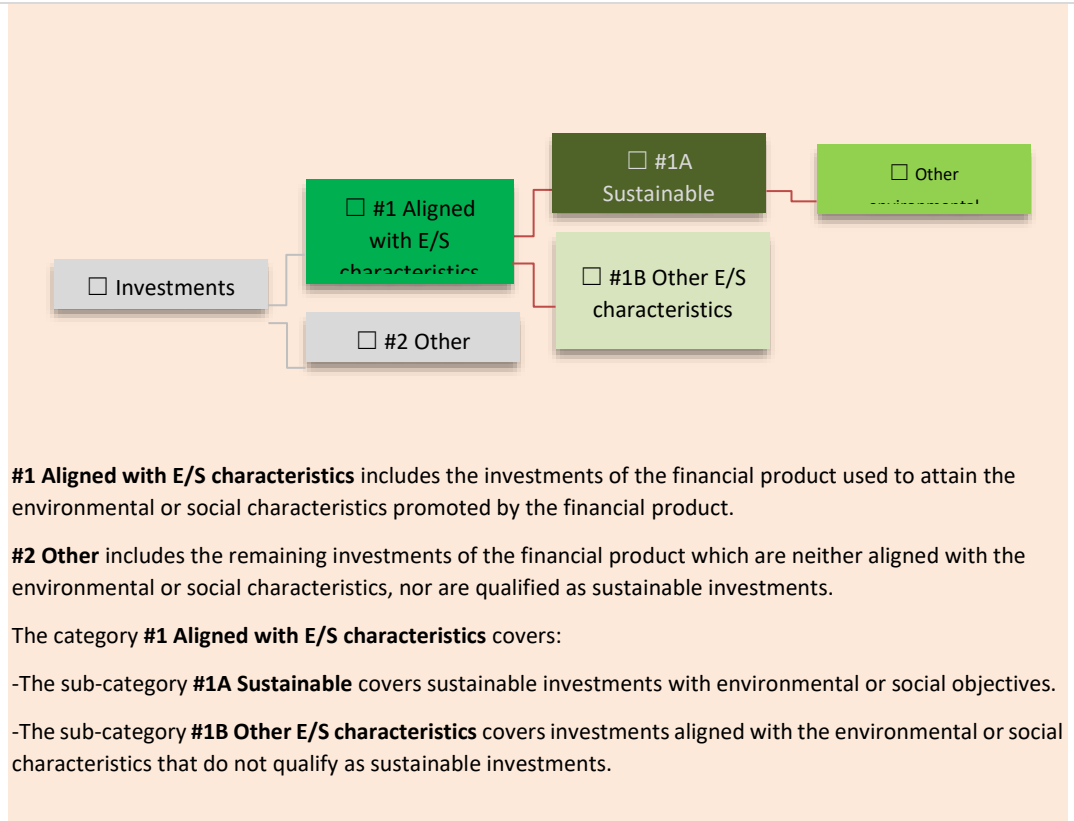 ☐ #1A
Sustainable
☐ Other
☐ #1 Aligned
with E/S
characteristics
☐ #1B Other E/S
characteristics
☐ Investments
☐ #2 Other
#1 Aligned with E/S characteristics includes the investments of the financial product used to attain the
environmental or social characteristics promoted by the financial product.
#2 Other includes the remaining investments of the financial product which are neither aligned with the
environmental or social characteristics, nor are qualified as sustainable investments.
The category #1 Aligned with E/S characteristics covers:
-The sub-category #1A Sustainable covers sustainable investments with environmental or social objectives.
-The sub-category #1B Other E/S characteristics covers investments aligned with the environmental or social
characteristics that do not qualify as sustainable investments.